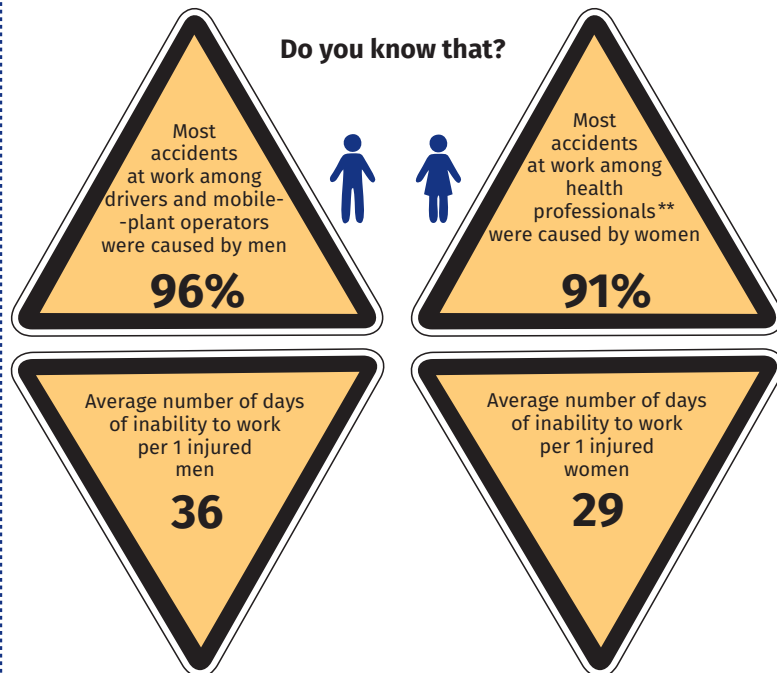 Do you know that?
Most
accidents
at work among
drivers and mobile-
-plant operators
were caused by men
96%
Most
accidents
at work among
health
professionals**
were caused by women
91%
Average number of days
of inability to work
per 1 injured
men
36
Average number of days
of inability to work
per 1 injured
women
29